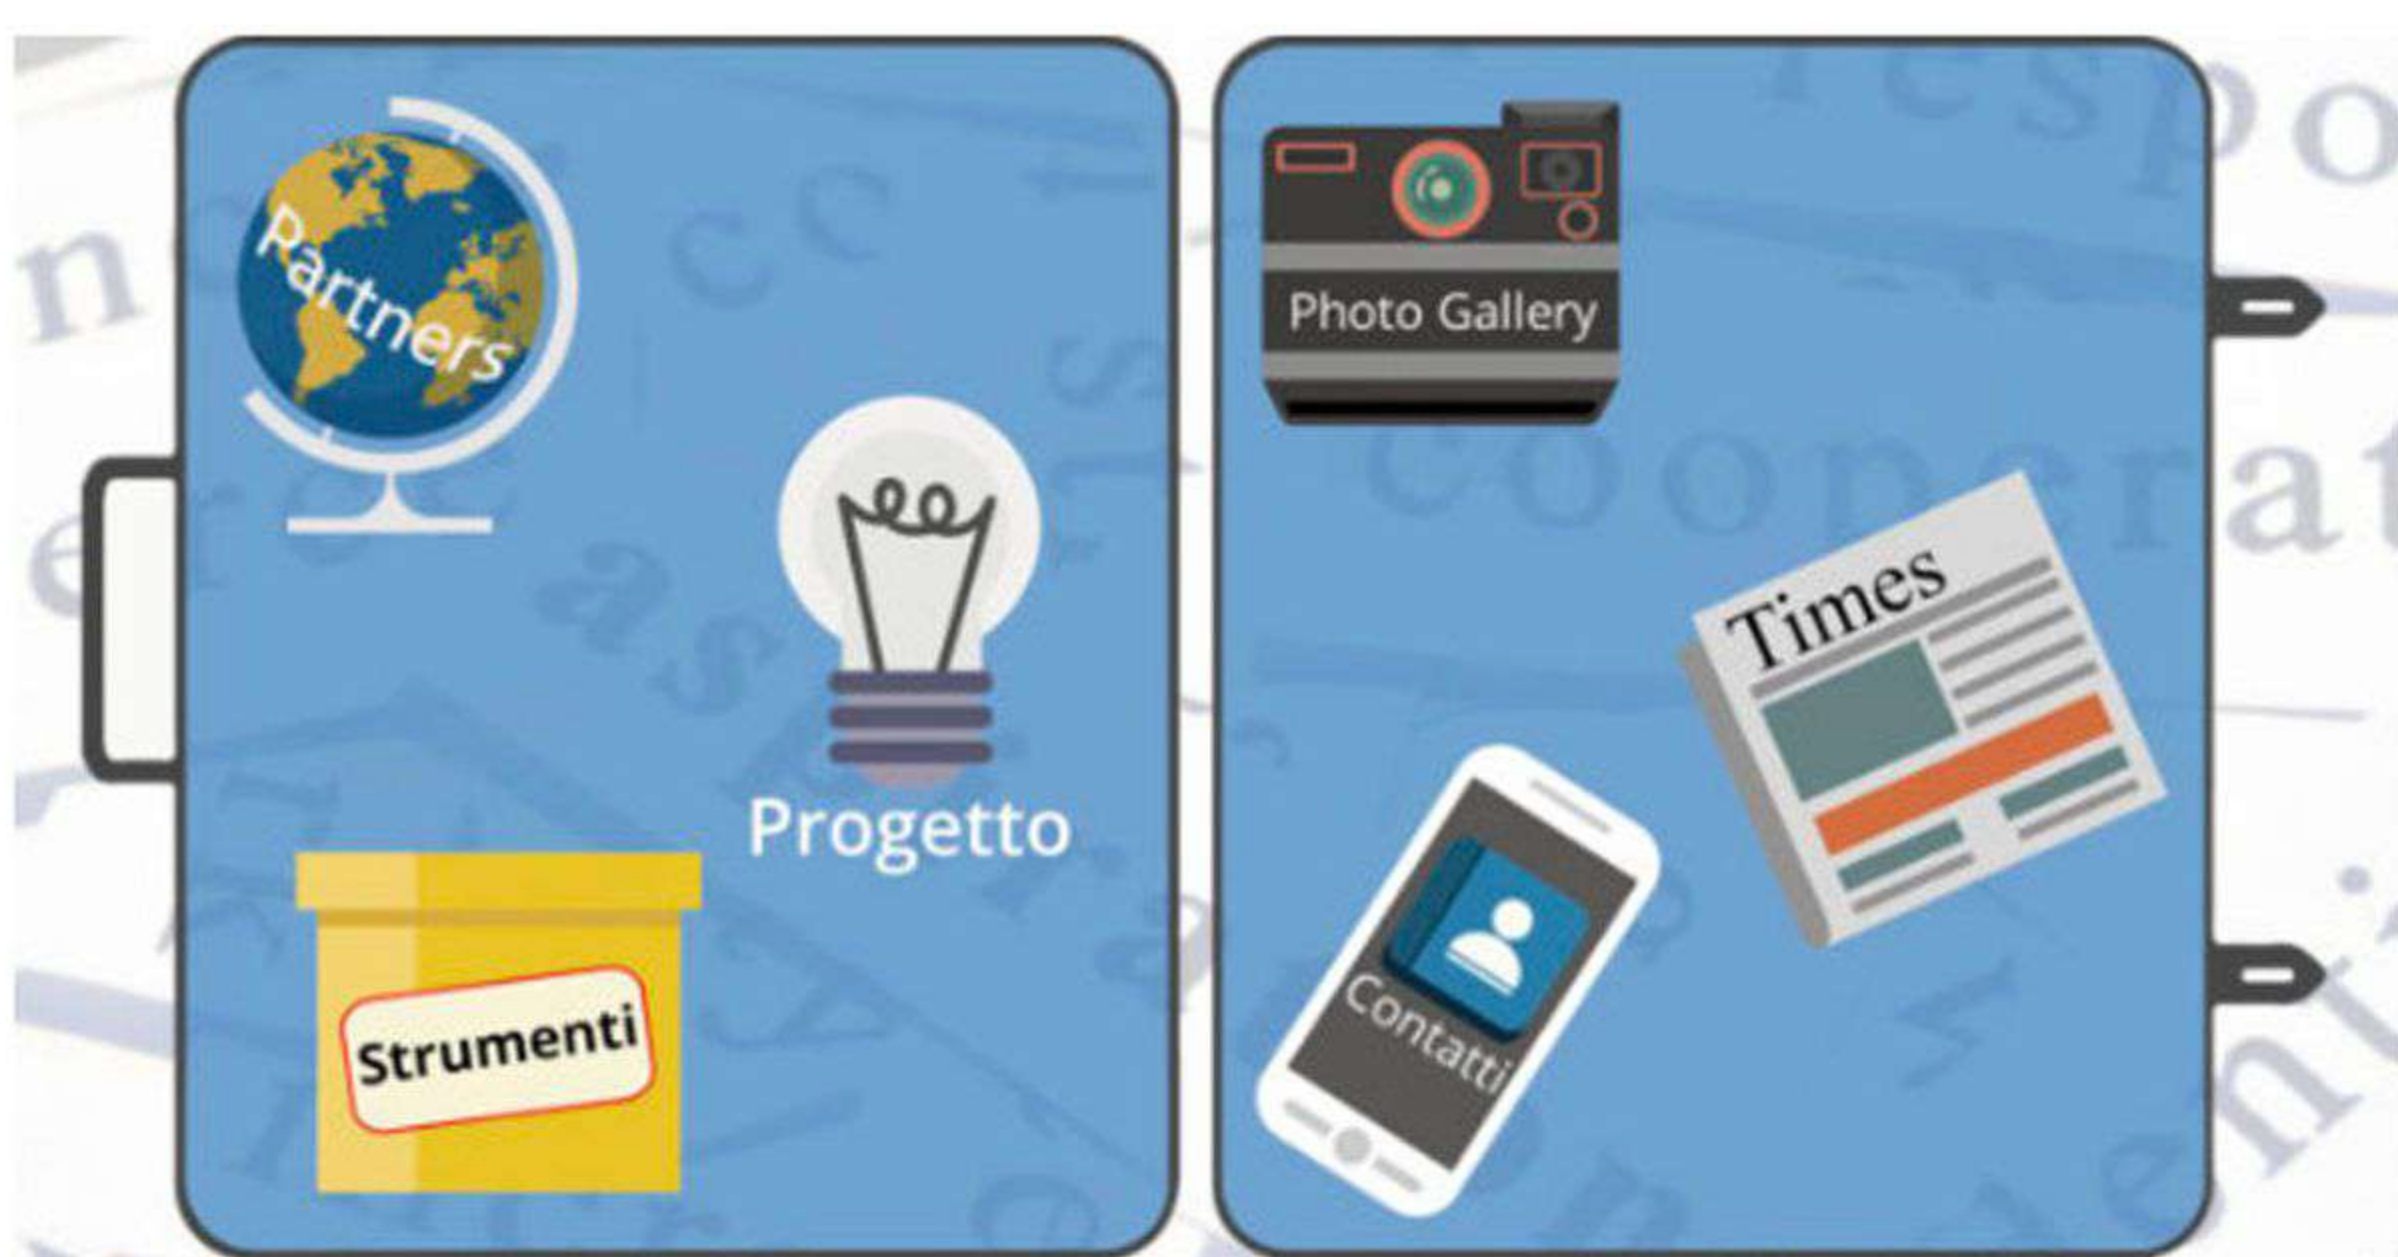 Partners
Progetto
Strumenti
Photo Gallery
Times
Contatti